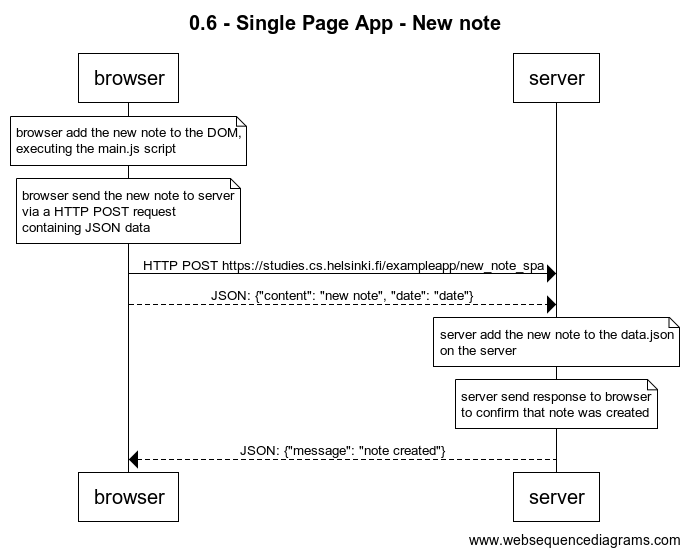 0.6 - Single Page App - New note
browser
server
browser add the new note to the DOM,
executing the main.js script
browser send the new note to server
via a HTTP POST request
containing JSON data
HTTP POST https://studies.cs.helsinki.fi/exampleapp/new_note_spa
JSON: {"content": "new note", "date": "date"}
server add the new note to the data.json
on the server
server send response to browser
to confirm that note was created
JSON: {"message": "note created"}
browser
server
www.websequencediagrams.com